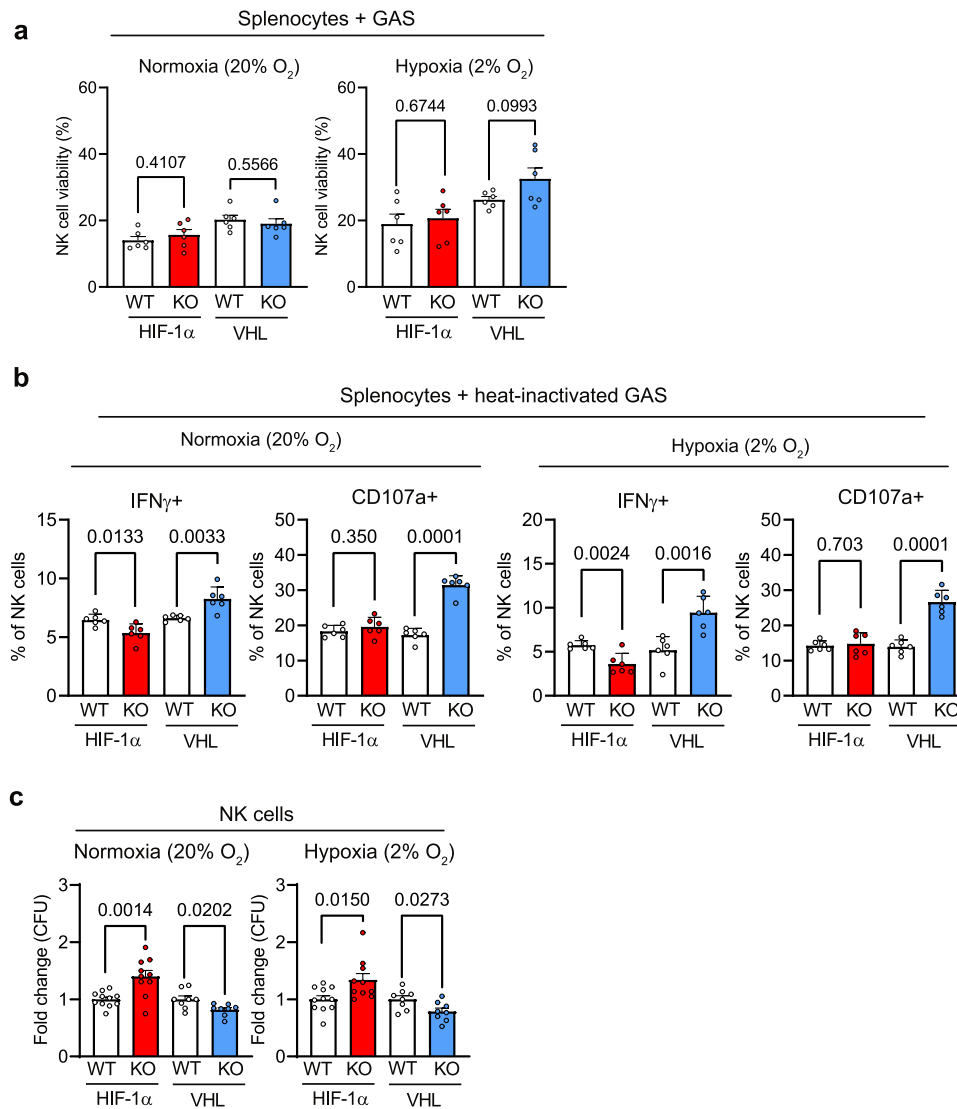 a
Splenocytes + GAS
Normoxia (20% O2)
Hypoxia (2% O2)
NK cell viability (%)
60
40
20
0
0.4107
0.5566
WT KO WT KO
HIF-1α VHL
NK cell viability (%)
60
40
20
0
0.6744
0.0993
WT KO WT KO
HIF-1α VHL
b
Splenocytes + heat-inactivated GAS
Normoxia (20% O2)
Hypoxia (2% O2)
IFNγ+
% of NK cells
15
10
5
0
0.0133 0.0033
WT KO WT KO
HIF-1α VHL
CD107a+
% of NK cells
50
40
30
20
10
0
0.350 0.0001
WT KO WT KO
HIF-1α VHL
IFNγ+
% of NK cells
20
15
10
5
0
0.0024 0.0016
WT KO WT KO
HIF-1α VHL
CD107a+
% of NK cells
50
40
30
20
10
0
0.703 0.0001
WT KO WT KO
HIF-1α VHL
c
NK cells
Normoxia (20% O2)
Hypoxia (2% O2)
Fold change (CFU)
3
2
1
0
0.0014 0.0202
WT KO WT KO
HIF-1α VHL
Fold change (CFU)
3
2
1
0
0.0150 0.0273
WT KO WT KO
HIF-1α VHL